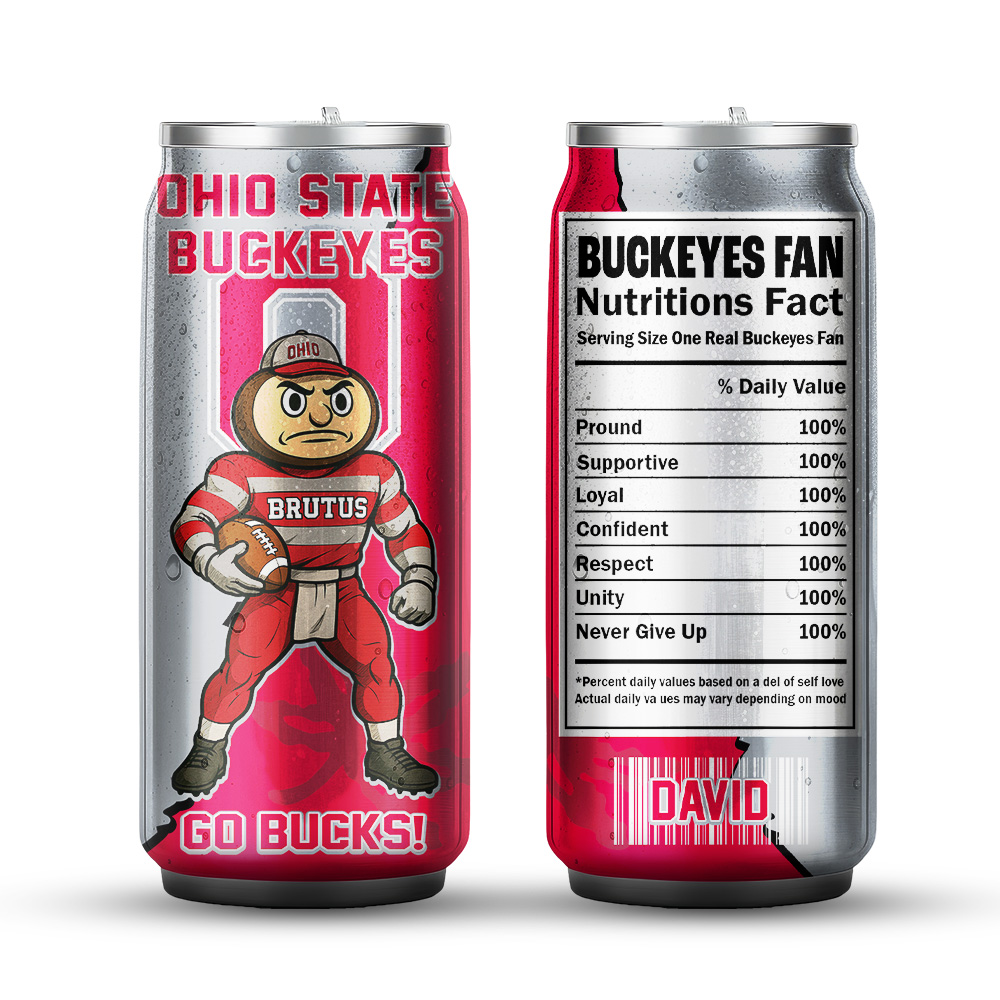 OHIO STATE
BUCKEYES
OHIO
BRUTUS
GO BUCKS!
BUCKEYES FAN
Nutritions Fact
Serving Size One Real Buckeyes Fan
% Daily Value
Pround 100%
Supportive 100%
Loyal 100%
Confident 100%
Respect 100%
Unity 100%
Never Give Up 100%
*Percent daily values based on a del of self love
Actual daily va ues may vary depending on mood
DAVID